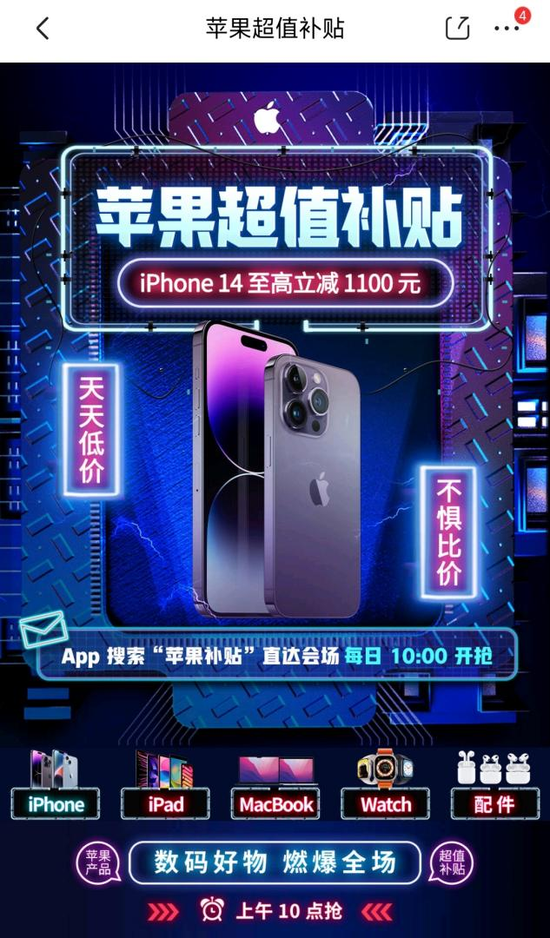 苹果超值补贴
4
苹果超值补贴
iPhone 14 至高立减 1100 元
天天低价
不惧比价
App 搜索“苹果补贴”直达会场 每日 10:00 开抢
iPhone
iPad
MacBook
Watch
配件
苹果
产品
数码好物 燃爆全场
超值
补贴
上午 10 点抢